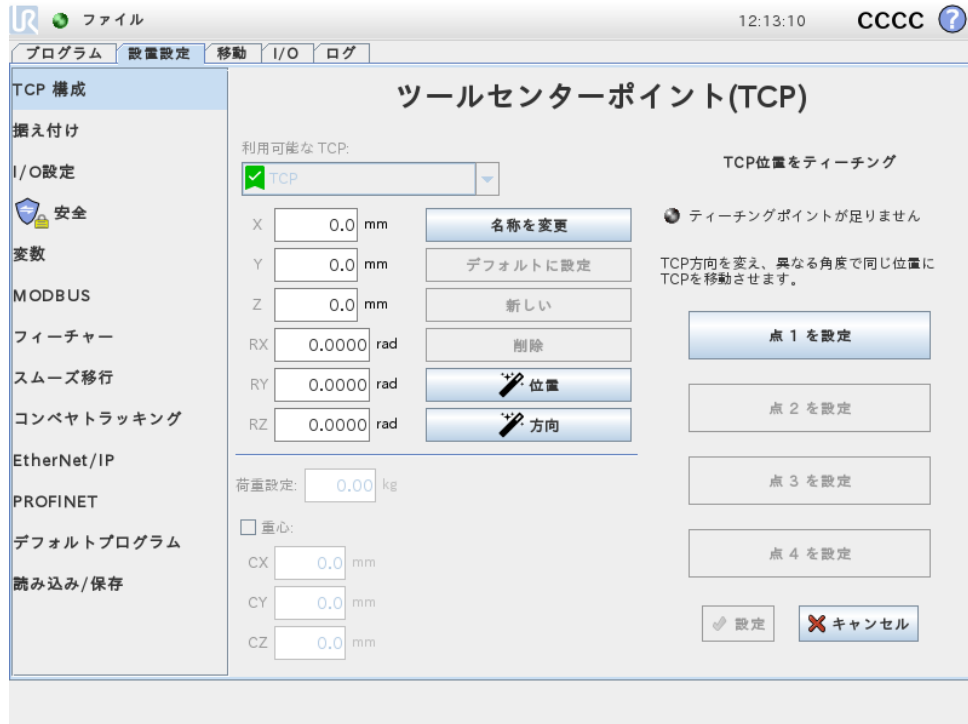 UR ファイル 12:13:10 CCCC ?
プログラム 設置設定 移動 I/O ログ
TCP 構成
据え付け
I/O設定
安全
変数
MODBUS
フィーチャー
スムーズ移行
コンベヤトラッキング
EtherNet/IP
PROFINET
デフォルトプログラム
読み込み/保存
ツールセンターポイント(TCP)
利用可能な TCP:
TCP
X 0.0 mm 名称を変更
Y 0.0 mm デフォルトに設定
Z 0.0 mm 新しい
RX 0.0000 rad 削除
RY 0.0000 rad 位置
RZ 0.0000 rad 方向
荷重設定: 0.00 kg
重心:
CX 0.0 mm
CY 0.0 mm
CZ 0.0 mm
TCP位置をティーチング
ティーチングポイントが足りません
TCP方向を変え、異なる角度で同じ位置に
TCPを移動させます。
点 1 を設定
点 2 を設定
点 3 を設定
点 4 を設定
設定 キャンセル